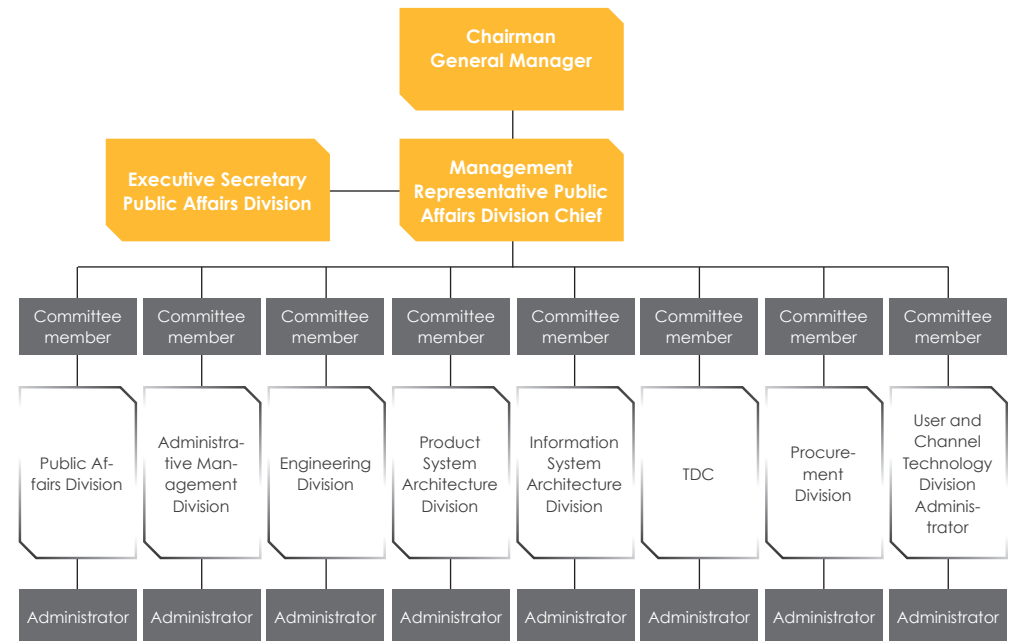 Chairman
General Manager
Executive Secretary
Public Affairs Division
Management
Representative Public
Affairs Division Chief
Committee
member
Committee
member
Committee
member
Committee
member
Committee
member
Committee
member
Committee
member
Committee
member
Public Af-
fairs Division
Administra-
tive Man-
agement
Division
Engineering
Division
Product
System
Architecture
Division
Information
System
Architecture
Division
TDC
Procure-
ment
Division
User and
Channel
Technology
Division
Adminis-
trator
Administrator
Administrator
Administrator
Administrator
Administrator
Administrator
Administrator
Administrator